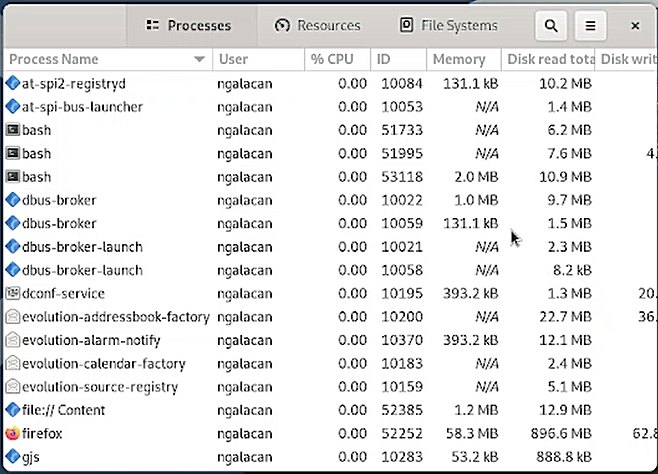 Processes Resources File Systems
Process Name User % CPU ID Memory Disk read tota Disk writ
at-spi2-registryd ngalacan 0.00 10084 131.1 kB 10.2 MB
at-spi-bus-launcher ngalacan 0.00 10053 N/A 1.4 MB
bash ngalacan 0.00 51733 N/A 6.2 MB
bash ngalacan 0.00 51995 N/A 7.6 MB 4.
bash ngalacan 0.00 53118 2.0 MB 10.9 MB
dbus-broker ngalacan 0.00 10022 1.0 MB 9.7 MB
dbus-broker ngalacan 0.00 10059 131.1 kB 1.5 MB
dbus-broker-launch ngalacan 0.00 10021 N/A 2.3 MB
dbus-broker-launch ngalacan 0.00 10058 N/A 8.2 kB
dconf-service ngalacan 0.00 10195 393.2 kB 1.3 MB 20.
evolution-addressbook-factory ngalacan 0.00 10200 N/A 22.7 MB 36.
evolution-alarm-notify ngalacan 0.00 10370 393.2 kB 12.1 MB
evolution-calendar-factory ngalacan 0.00 10183 N/A 2.4 MB
evolution-source-registry ngalacan 0.00 10159 N/A 5.1 MB
file:// Content ngalacan 0.00 52385 1.2 MB 12.9 MB
firefox ngalacan 0.00 52252 58.3 MB 896.6 MB 62.8
gjs ngalacan 0.00 10283 53.2 kB 888.8 kB